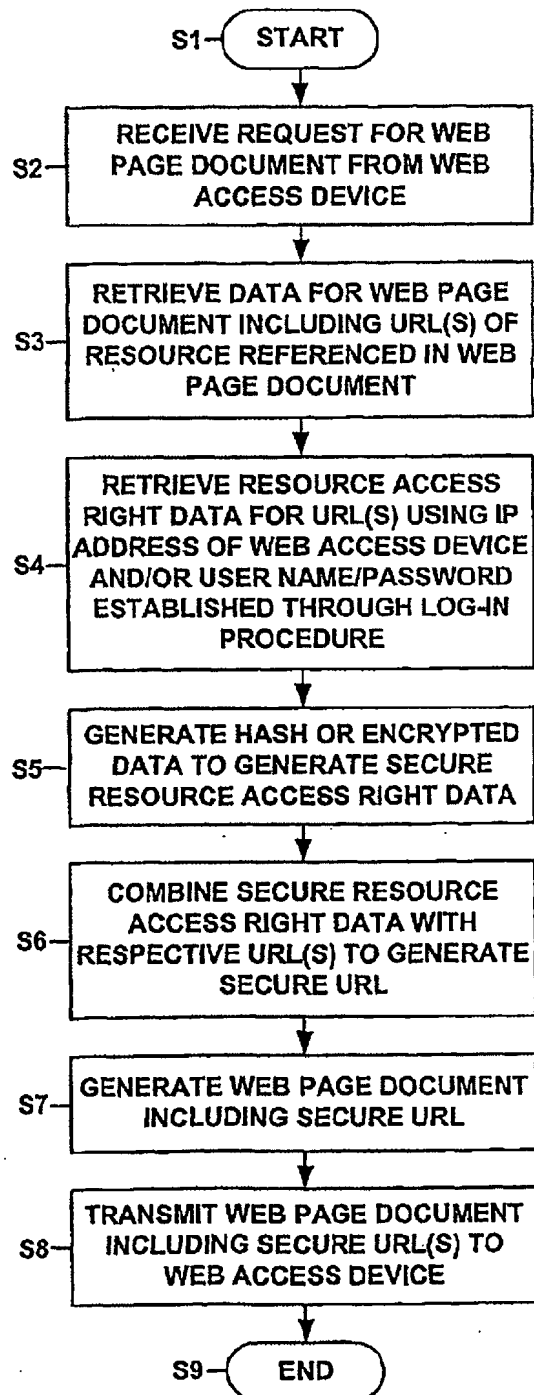 S1 START
S2 RECEIVE REQUEST FOR WEB
PAGE DOCUMENT FROM WEB
ACCESS DEVICE
S3 RETRIEVE DATA FOR WEB PAGE
DOCUMENT INCLUDING URL(S) OF
RESOURCE REFERENCED IN WEB
PAGE DOCUMENT
S4 RETRIEVE RESOURCE ACCESS
RIGHT DATA FOR URL(S) USING IP
ADDRESS OF WEB ACCESS DEVICE
AND/OR USER NAME/PASSWORD
ESTABLISHED THROUGH LOG-IN
PROCEDURE
S5 GENERATE HASH OR ENCRYPTED
DATA TO GENERATE SECURE
RESOURCE ACCESS RIGHT DATA
S6 COMBINE SECURE RESOURCE
ACCESS RIGHT DATA WITH
RESPECTIVE URL(S) TO GENERATE
SECURE URL
S7 GENERATE WEB PAGE DOCUMENT
INCLUDING SECURE URL
S8 TRANSMIT WEB PAGE DOCUMENT
INCLUDING SECURE URL(S) TO
WEB ACCESS DEVICE
S9 END